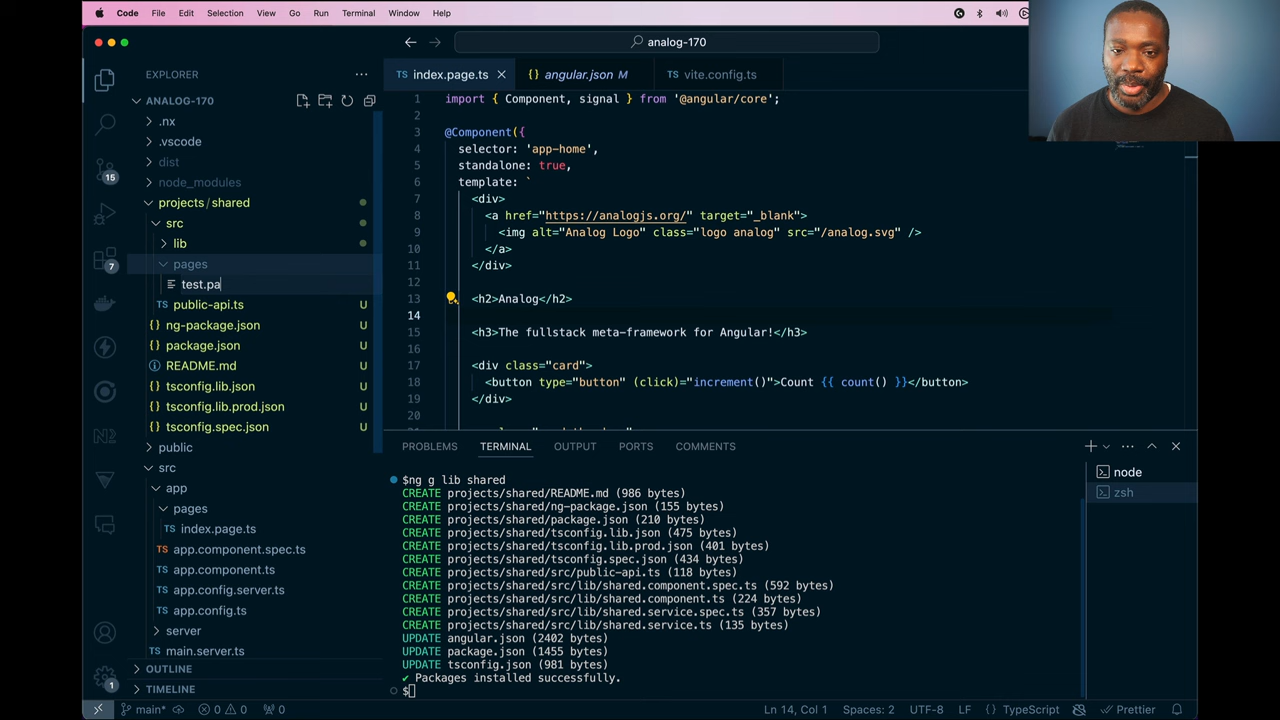 Code File Edit Selection View Go Run Terminal Window Help
analog-170
EXPLORER
ANALOG-170
.nx
.vscode
dist
node_modules
projects / shared
src
lib
pages
test.pa
public-api.ts U
ng-package.json U
package.json U
README.md U
tsconfig.lib.json U
tsconfig.lib.prod.json U
tsconfig.spec.json U
public
src
app
pages
index.page.ts
app.component.spec.ts
app.component.ts
app.config.server.ts
app.config.ts
server
main.server.ts
OUTLINE
TIMELINE
15
7
1
index.page.ts angular.json M vite.config.ts
1 import { Component, signal } from '@angular/core';
2
3 @Component({
4 selector: 'app-home',
5 standalone: true,
6 template: `
7 <div>
8 <a href="https://analogjs.org/" target="_blank">
9 <img alt="Analog Logo" class="logo analog" src="/analog.svg" />
10 </a>
11 </div>
12
13 <h2>Analog</h2>
14
15 <h3>The fullstack meta-framework for Angular!</h3>
16
17 <div class="card">
18 <button type="button" (click)="increment()">Count {{ count() }}</button>
19 </div>
20
PROBLEMS TERMINAL OUTPUT PORTS COMMENTS
$ng g lib shared
CREATE projects/shared/README.md (986 bytes)
CREATE projects/shared/ng-package.json (155 bytes)
CREATE projects/shared/package.json (210 bytes)
CREATE projects/shared/tsconfig.lib.json (475 bytes)
CREATE projects/shared/tsconfig.lib.prod.json (401 bytes)
CREATE projects/shared/tsconfig.spec.json (434 bytes)
CREATE projects/shared/src/public-api.ts (118 bytes)
CREATE projects/shared/src/lib/shared.component.spec.ts (592 bytes)
CREATE projects/shared/src/lib/shared.component.ts (224 bytes)
CREATE projects/shared/src/lib/shared.service.spec.ts (357 bytes)
CREATE projects/shared/src/lib/shared.service.ts (135 bytes)
UPDATE angular.json (2402 bytes)
UPDATE package.json (1455 bytes)
UPDATE tsconfig.json (981 bytes)
✔ Packages installed successfully.
$
node
zsh
main* 0 0 0 Ln 14, Col 1 Spaces: 2 UTF-8 LF {} TypeScript Prettier